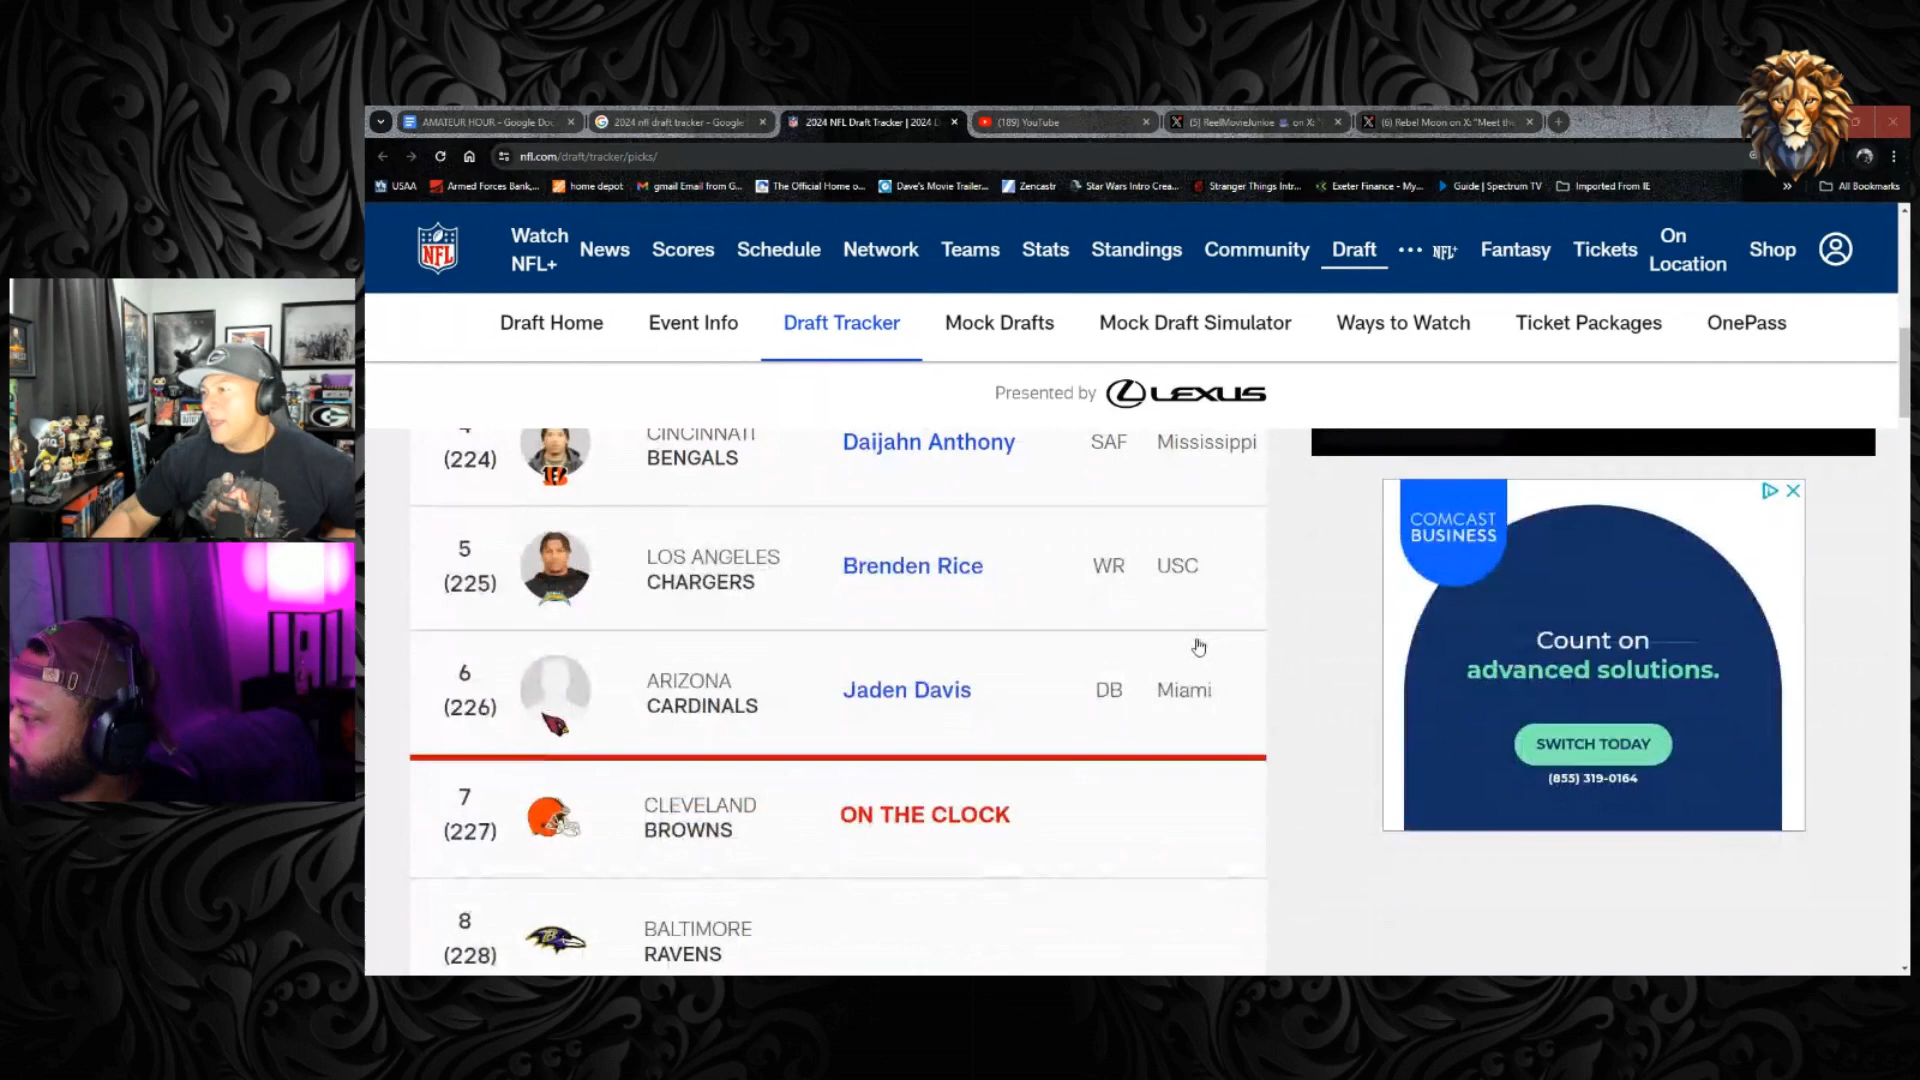 AMATEUR HOUR - Google Doc
2024 nfl draft tracker - Google
2024 NFL Draft Tracker | 2024 D
(189) YouTube
(5) ReelMovieJunkie on X: "
(6) Rebel Moon on X: "Meet th
nfl.com/draft/tracker/picks/
USAA
Armed Forces Bank,...
home depot
gmail Email from G...
The Official Home o...
Dave's Movie Trailer...
Zencastr
Star Wars Intro Crea...
Stranger Things Intr...
Exeter Finance - My...
Guide | Spectrum TV
Imported From IE
All Bookmarks
NFL
Watch NFL+
News
Scores
Schedule
Network
Teams
Stats
Standings
Community
Draft
NFL+
Fantasy
Tickets
On Location
Shop
Draft Home
Event Info
Draft Tracker
Mock Drafts
Mock Draft Simulator
Ways to Watch
Ticket Packages
OnePass
Presented by LEXUS
(224)
CINCINNATI
BENGALS
Daijahn Anthony
SAF
Mississippi
5
(225)
LOS ANGELES
CHARGERS
Brenden Rice
WR
USC
6
(226)
ARIZONA
CARDINALS
Jaden Davis
DB
Miami
7
(227)
CLEVELAND
BROWNS
ON THE CLOCK
8
(228)
BALTIMORE
RAVENS
COMCAST
BUSINESS
Count on
advanced solutions.
SWITCH TODAY
(855) 319-0164